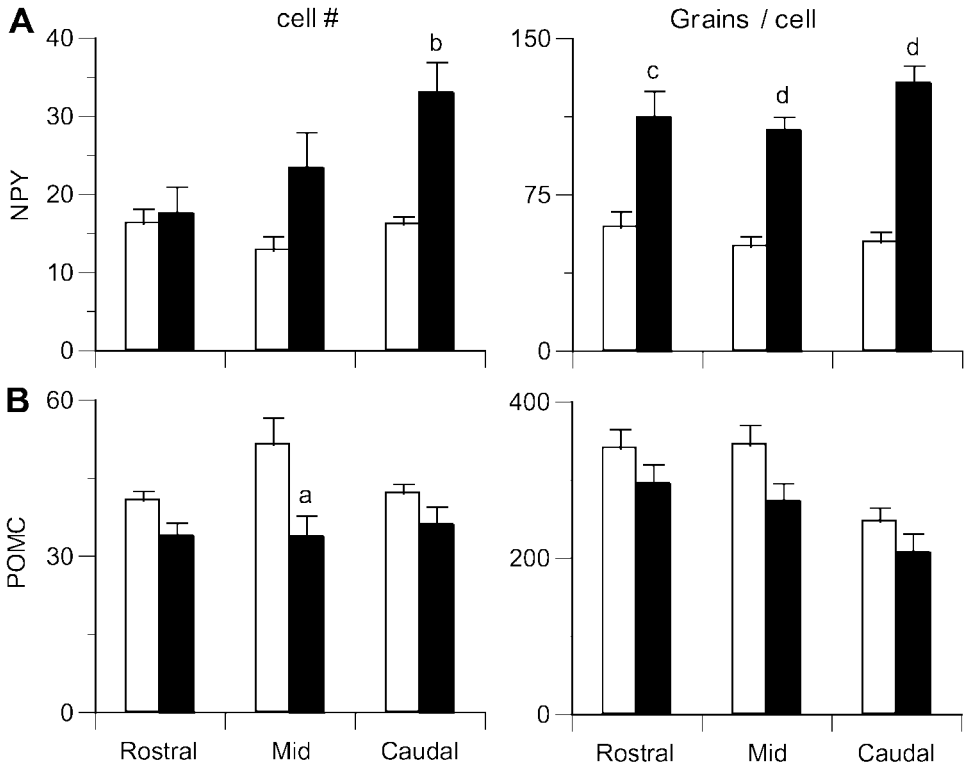 A
cell #
Grains / cell
NPY
40
30
20
10
0
b
150
75
0
c
d
d
B
POMC
60
30
0
a
400
200
0
Rostral
Mid
Caudal
Rostral
Mid
Caudal